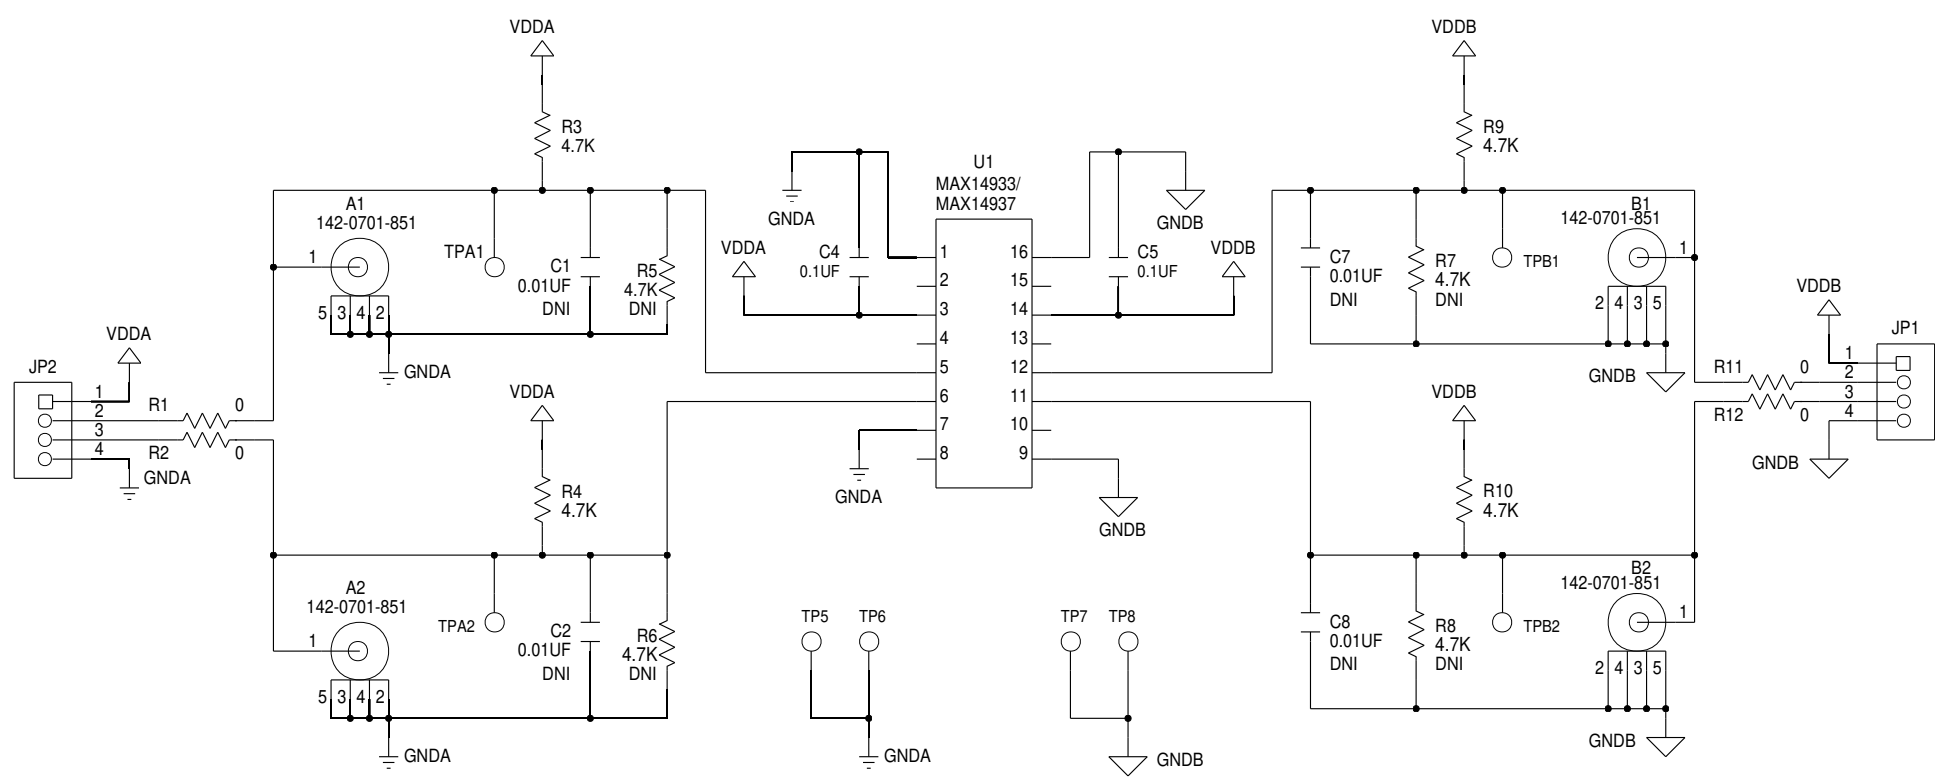 VDDA
R3
4.7K
A1
142-0701-851
1
5 3 4 2
TPA1
C1
0.01UF
DNI
R5
4.7K
DNI
GNDA
JP2
VDDA
1
2
3
4
R1
0
R2
0
GNDA
VDDA
R4
4.7K
A2
142-0701-851
1
5 3 4 2
TPA2
C2
0.01UF
DNI
R6
4.7K
DNI
GNDA
GNDA
VDDA
C4
0.1UF
U1
MAX14933/
MAX14937
1
2
3
4
5
6
7
8
16
15
14
13
12
11
10
9
GNDA
GNDB
C5
0.1UF
VDDB
GNDB
TP5
TP6
GNDA
TP7
TP8
GNDB
VDDB
R9
4.7K
C7
0.01UF
DNI
R7
4.7K
DNI
TPB1
B1
142-0701-851
1
2 4 3 5
GNDB
VDDB
JP1
1
2
3
4
R11
0
R12
0
GNDB
VDDB
R10
4.7K
C8
0.01UF
DNI
R8
4.7K
DNI
TPB2
B2
142-0701-851
1
2 4 3 5
GNDB